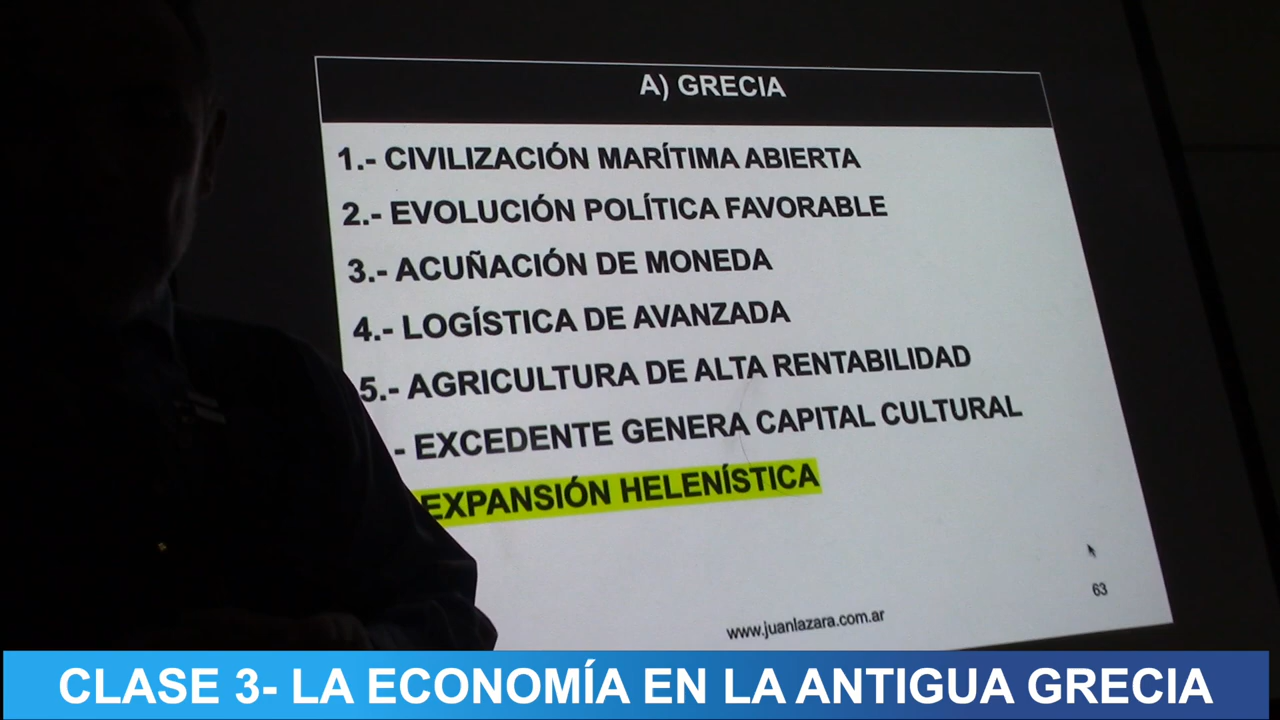 A) GRECIA
1.- CIVILIZACIÓN MARÍTIMA ABIERTA
2.- EVOLUCIÓN POLÍTICA FAVORABLE
3.- ACUÑACIÓN DE MONEDA
4.- LOGÍSTICA DE AVANZADA
5.- AGRICULTURA DE ALTA RENTABILIDAD
- EXCEDENTE GENERA CAPITAL CULTURAL
EXPANSIÓN HELENÍSTICA
63
www.juanlazara.com.ar
CLASE 3- LA ECONOMÍA EN LA ANTIGUA GRECIA